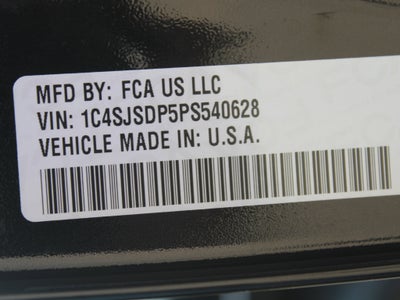 MFD BY: FCA US LLC
VIN: 1C4SJSDP5PS540628
VEHICLE MADE IN: U.S.A.